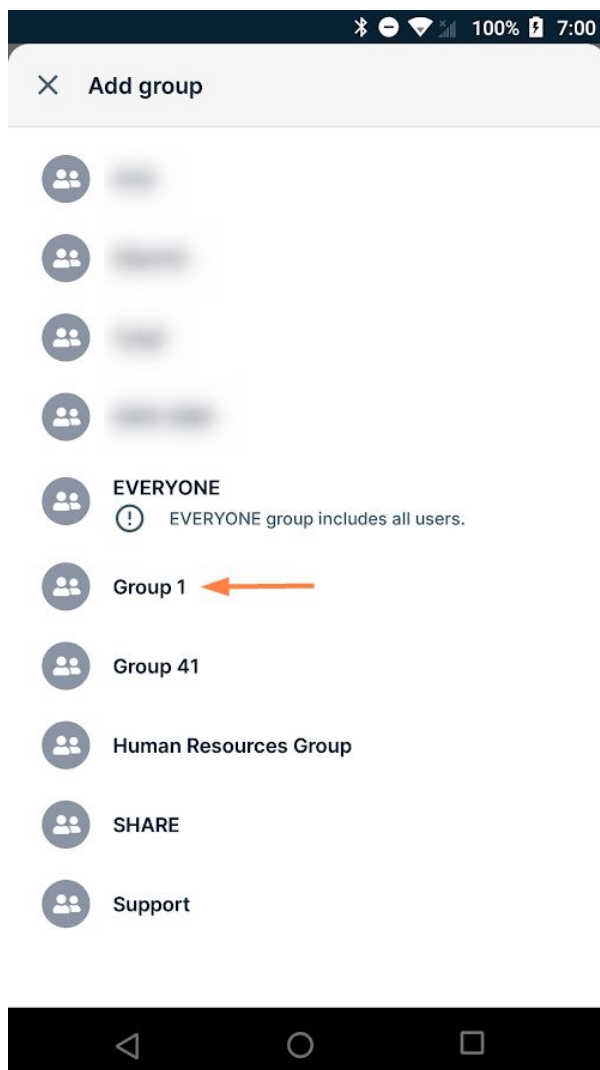 100% 7:00
Add group
EVERYONE
EVERYONE group includes all users.
Group 1
Group 41
Human Resources Group
SHARE
Support